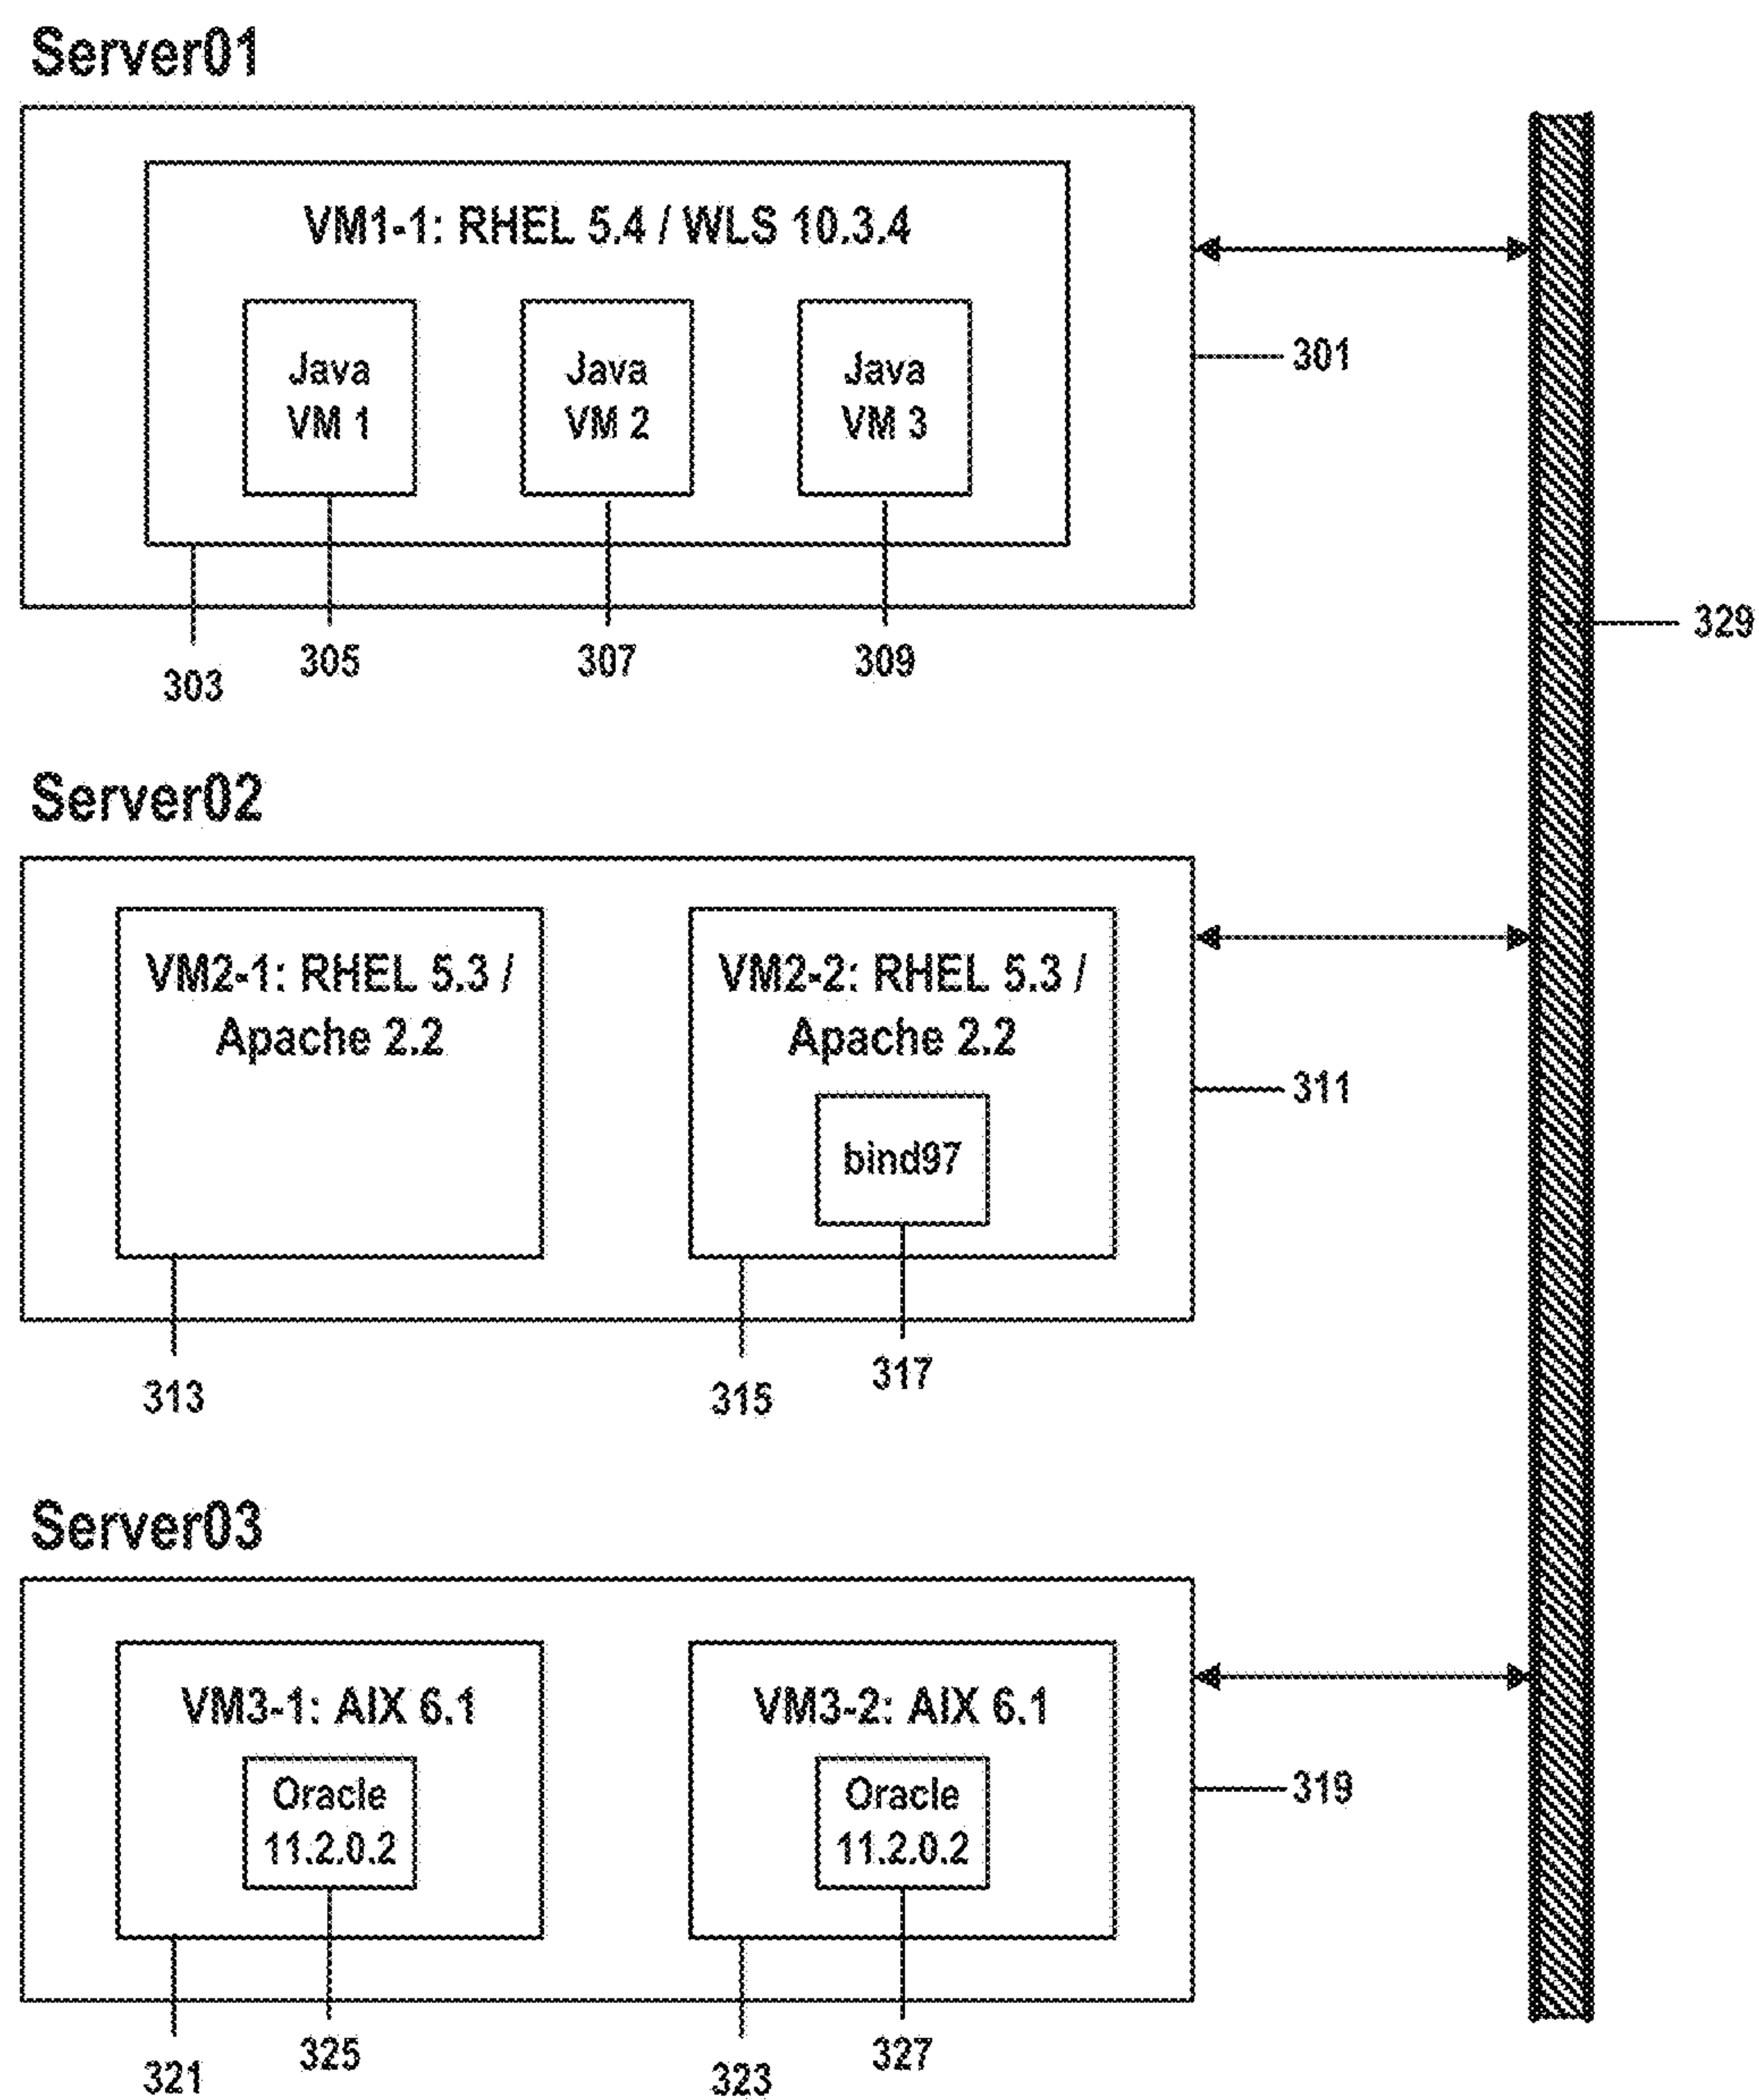 Server01
VM1-1: RHEL 5.4 / WLS 10.3.4
Java
VM 1
Java
VM 2
Java
VM 3
301
303
305
307
309
329
Server02
VM2-1: RHEL 5.3 /
Apache 2.2
VM2-2: RHEL 5.3 /
Apache 2.2
bind97
311
313
315
317
Server03
VM3-1: AIX 6.1
Oracle
11.2.0.2
VM3-2: AIX 6.1
Oracle
11.2.0.2
319
321
325
323
327